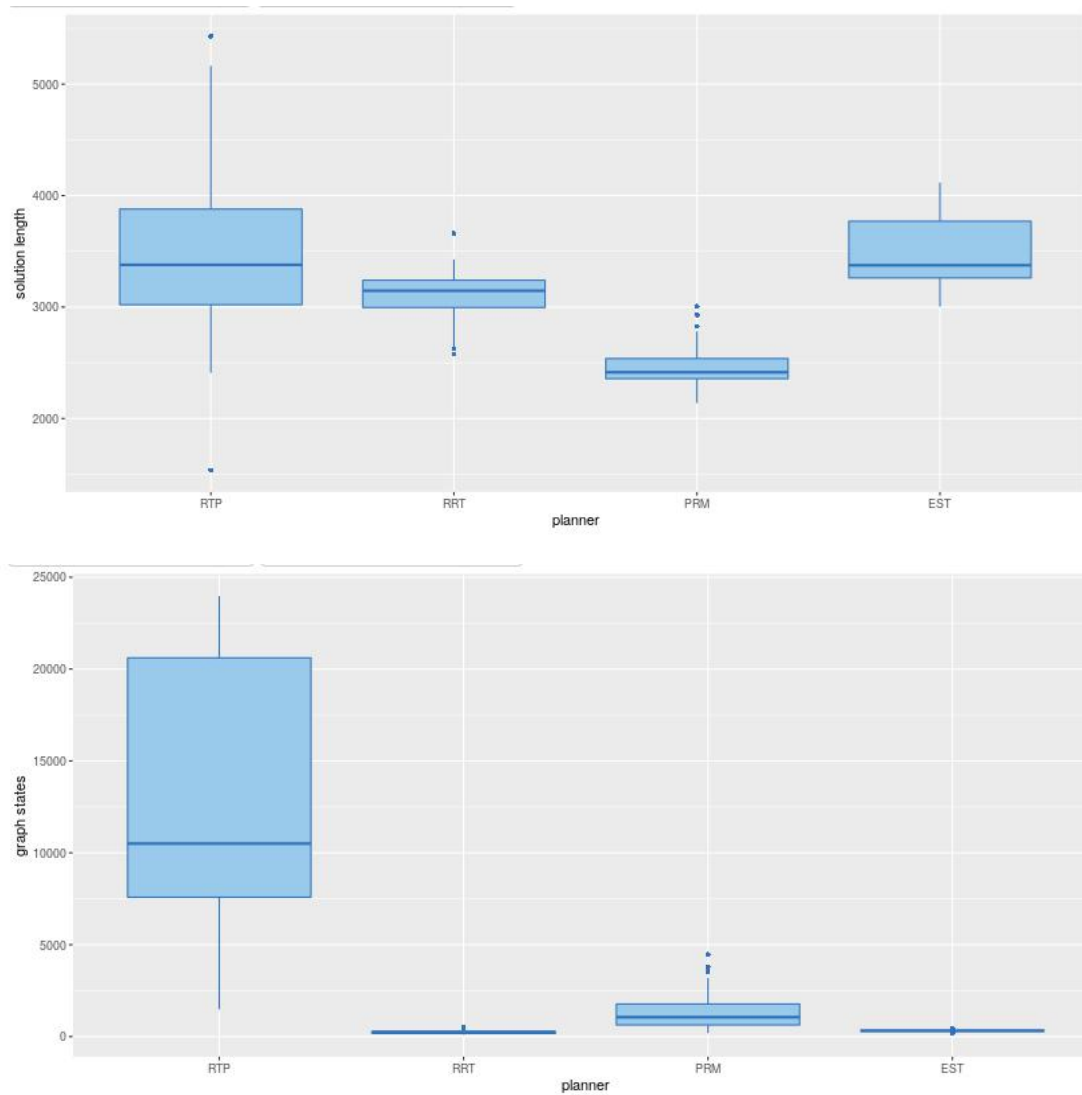 5000
4000
3000
2000
solution length
RTP RRT PRM EST
planner
25000
20000
15000
10000
5000
0
graph states
RTP RRT PRM EST
planner